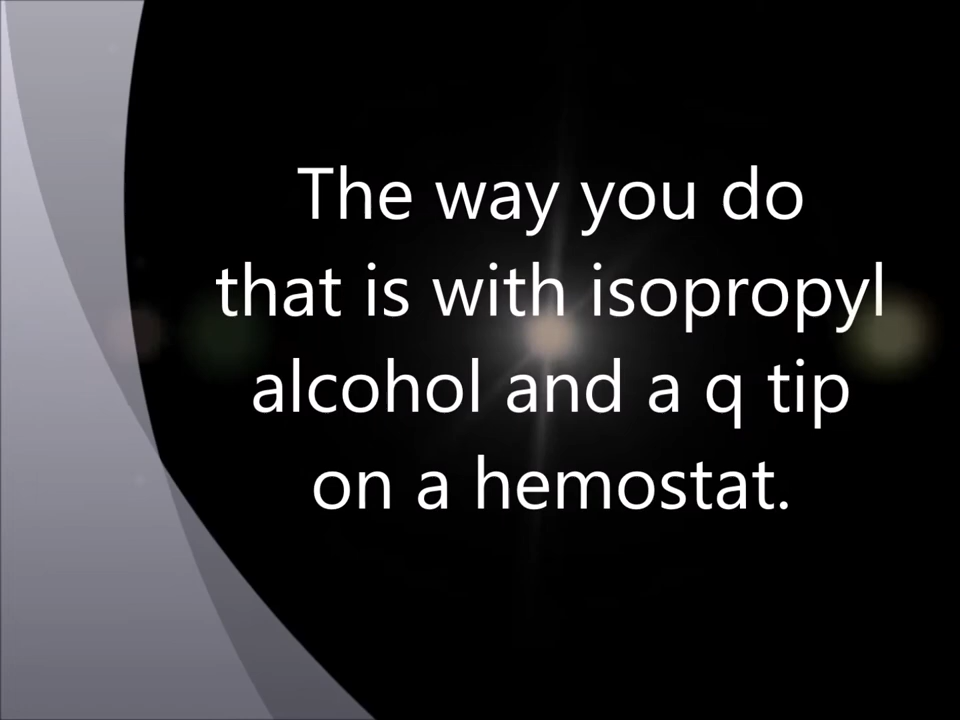 The way you do
that is with isopropyl
alcohol and a q tip
on a hemostat.